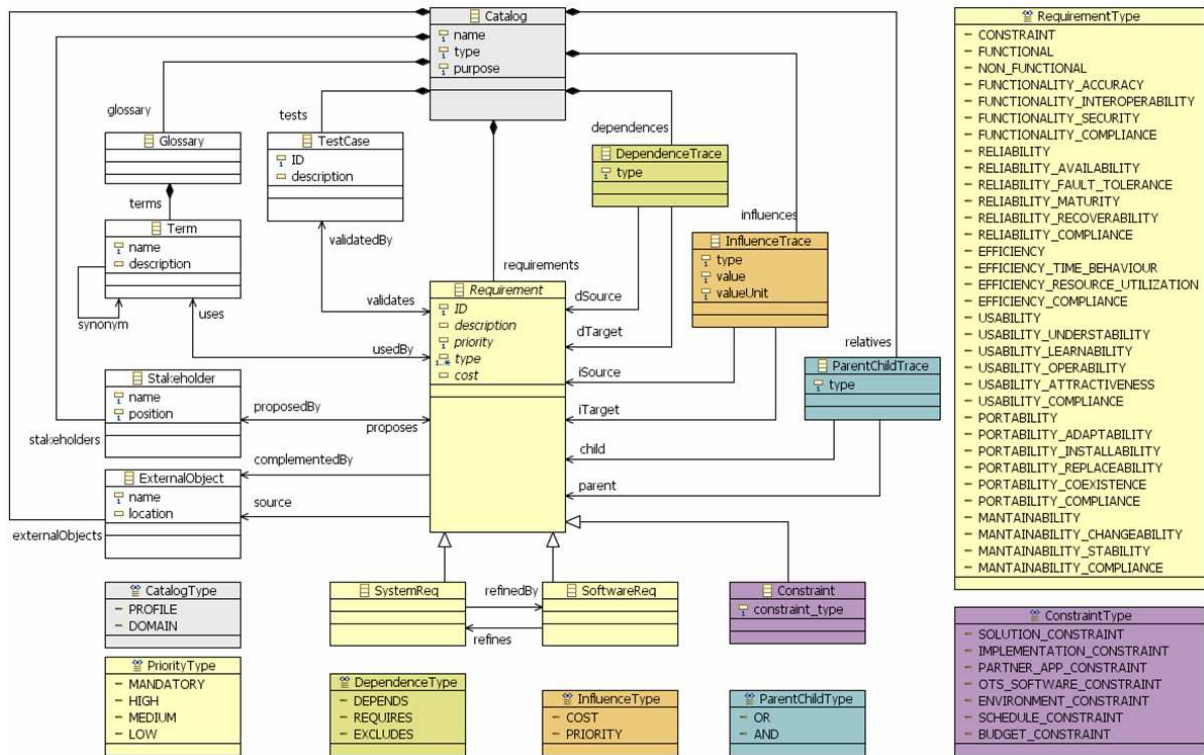 Catalog
name
type
purpose
glossary
tests
dependences
influences
relatives
Glossary
TestCase
ID
description
DependenceTrace
type
terms
Term
name
description
synonym
validatedBy
requirements
InfluenceTrace
type
value
valueUnit
uses
validates
usedBy
Requirement
ID
description
priority
1..* type
cost
dSource
dTarget
iSource
iTarget
child
parent
ParentChildTrace
type
Stakeholder
name
position
stakeholders
proposedBy
proposes
complementedBy
source
ExternalObject
name
location
externalObjects
SystemReq
refinedBy
refines
SoftwareReq
Constraint
constraint_type
CatalogType
PROFILE
DOMAIN
PriorityType
MANDATORY
HIGH
MEDIUM
LOW
DependenceType
DEPENDS
REQUIRES
EXCLUDES
InfluenceType
COST
PRIORITY
ParentChildType
OR
AND
RequirementType
CONSTRAINT
FUNCTIONAL
NON_FUNCTIONAL
FUNCTIONALITY_ACCURACY
FUNCTIONALITY_INTEROPERABILITY
FUNCTIONALITY_SECURITY
FUNCTIONALITY_COMPLIANCE
RELIABILITY
RELIABILITY_AVAILABILITY
RELIABILITY_FAULT_TOLERANCE
RELIABILITY_MATURITY
RELIABILITY_RECOVERABILITY
RELIABILITY_COMPLIANCE
EFFICIENCY
EFFICIENCY_TIME_BEHAVIOUR
EFFICIENCY_RESOURCE_UTILIZATION
EFFICIENCY_COMPLIANCE
USABILITY
USABILITY_UNDERSTABILITY
USABILITY_LEARNABILITY
USABILITY_OPERABILITY
USABILITY_ATTRACTIVENESS
USABILITY_COMPLIANCE
PORTABILITY
PORTABILITY_ADAPTABILITY
PORTABILITY_INSTALLABILITY
PORTABILITY_REPLACEABILITY
PORTABILITY_COEXISTENCE
PORTABILITY_COMPLIANCE
MANTAINABILITY
MANTAINABILITY_CHANGEABILITY
MANTAINABILITY_STABILITY
MANTAINABILITY_COMPLIANCE
ConstraintType
SOLUTION_CONSTRAINT
IMPLEMENTATION_CONSTRAINT
PARTNER_APP_CONSTRAINT
OTS_SOFTWARE_CONSTRAINT
ENVIRONMENT_CONSTRAINT
SCHEDULE_CONSTRAINT
BUDGET_CONSTRAINT